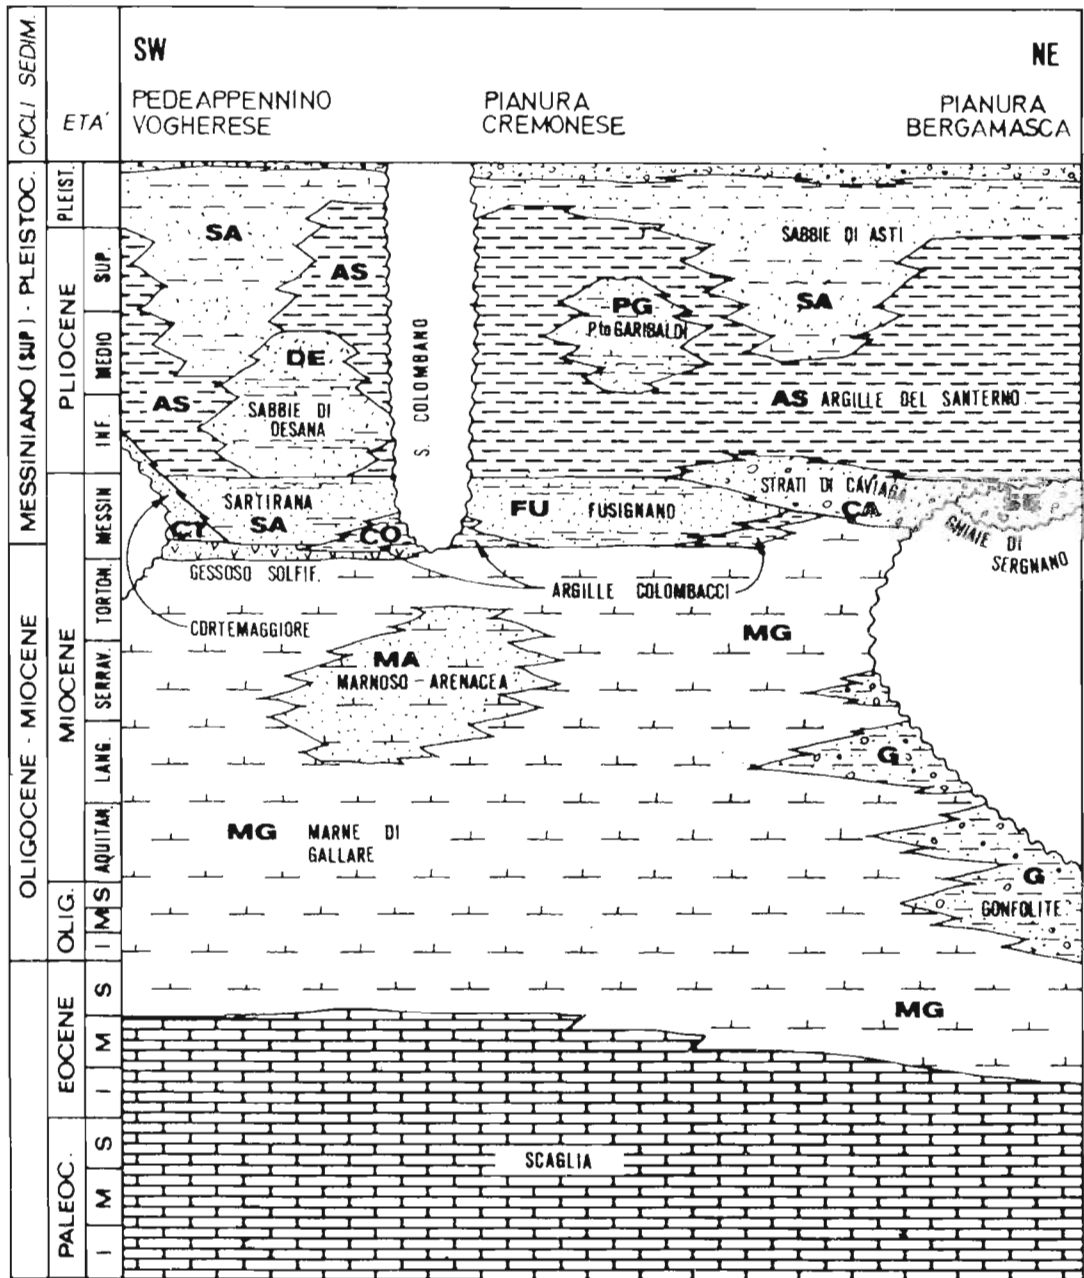 CICLI SEDIM.
ETA'
SW
NE
PEDEAPPENNINO
VOGHERESE
PIANURA
CREMONESE
PIANURA
BERGAMASCA
MESSINIANO (SUP) - PLEISTOC.
OLIGOCENE - MIOCENE
PLEIST.
PLIOCENE
SUP
MEDIO
INF.
MIOCENE
MESSIN
TORTON.
SERRAV.
LANG.
AQUITAN.
OLIG.
S
M
I
EOCENE
S
M
I
PALEOC.
S
M
I
SA
AS
DE
SABBIE DI
DESANA
AS
S. COLOMBANO
PG
Pto GARIBALDI
SABBIE DI ASTI
SA
AS ARGILLE DEL SANTERNO
SARTIRANA
SA
CT
CO
FU FUSIGNANO
STRATI DI CAVIAGA
CA
GHIAIE DI
SERGNANO
GESSOSO SOLFIF.
ARGILLE COLOMBACCI
CORTEMAGGIORE
MG
MA
MARNOSO - ARENACEA
G
MG MARNE DI
GALLARE
G
GONFOLITE
MG
SCAGLIA